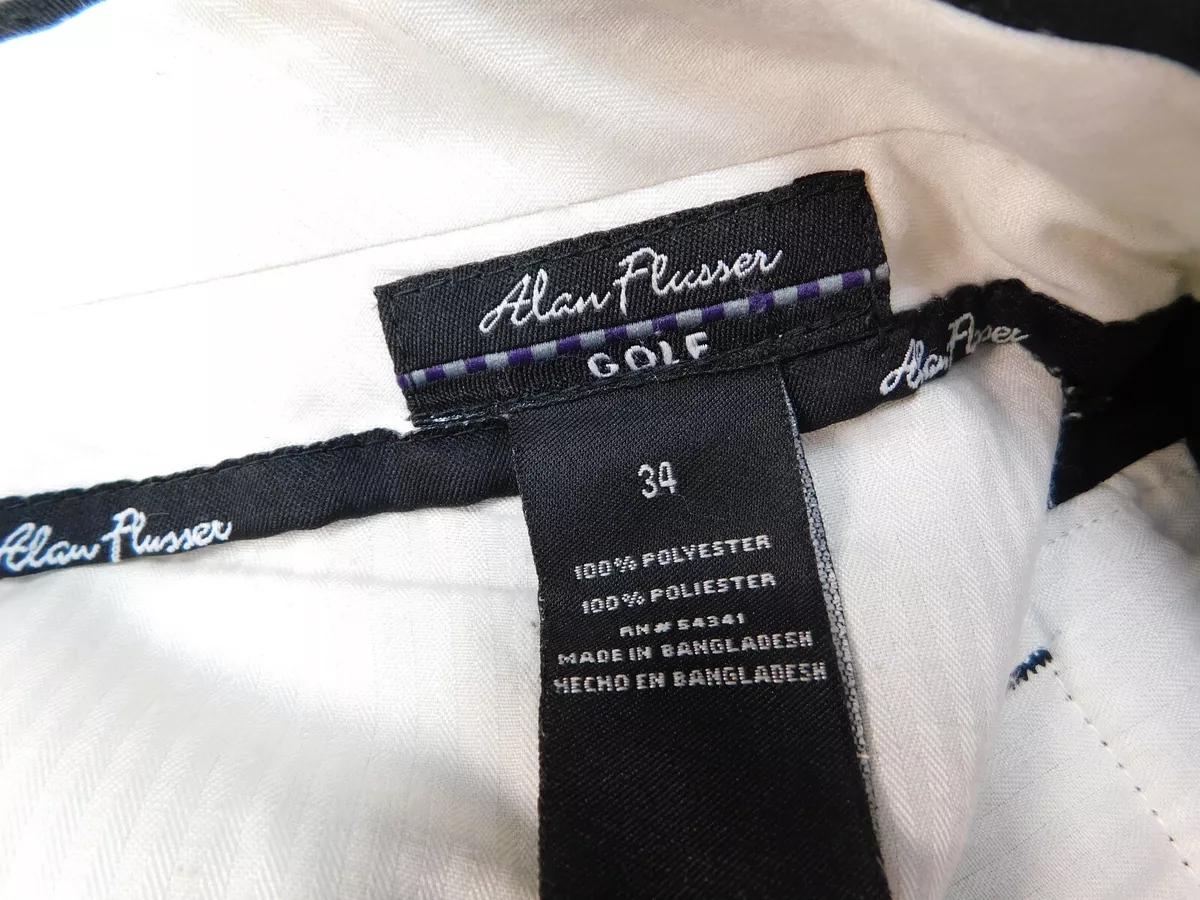 Alan Flusser
GOLF
Alan Flusser
Alan Flusser
34
100% POLYESTER
100% POLIESTER
RN# 54341
MADE IN BANGLADESH
HECHO EN BANGLADESH